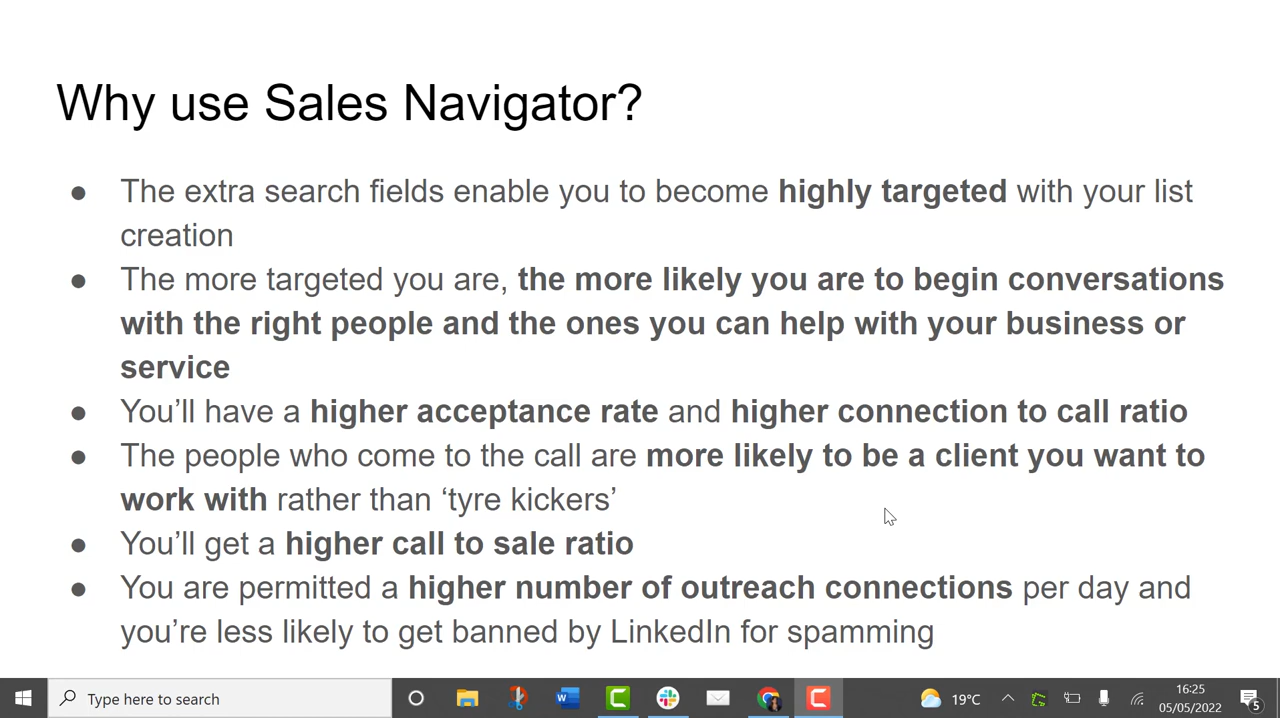 Why use Sales Navigator?
● The extra search fields enable you to become highly targeted with your list
creation
● The more targeted you are, the more likely you are to begin conversations
with the right people and the ones you can help with your business or
service
● You’ll have a higher acceptance rate and higher connection to call ratio
● The people who come to the call are more likely to be a client you want to
work with rather than ‘tyre kickers’
● You’ll get a higher call to sale ratio
● You are permitted a higher number of outreach connections per day and
you’re less likely to get banned by LinkedIn for spamming
Type here to search
19°C
16:25
05/05/2022
5